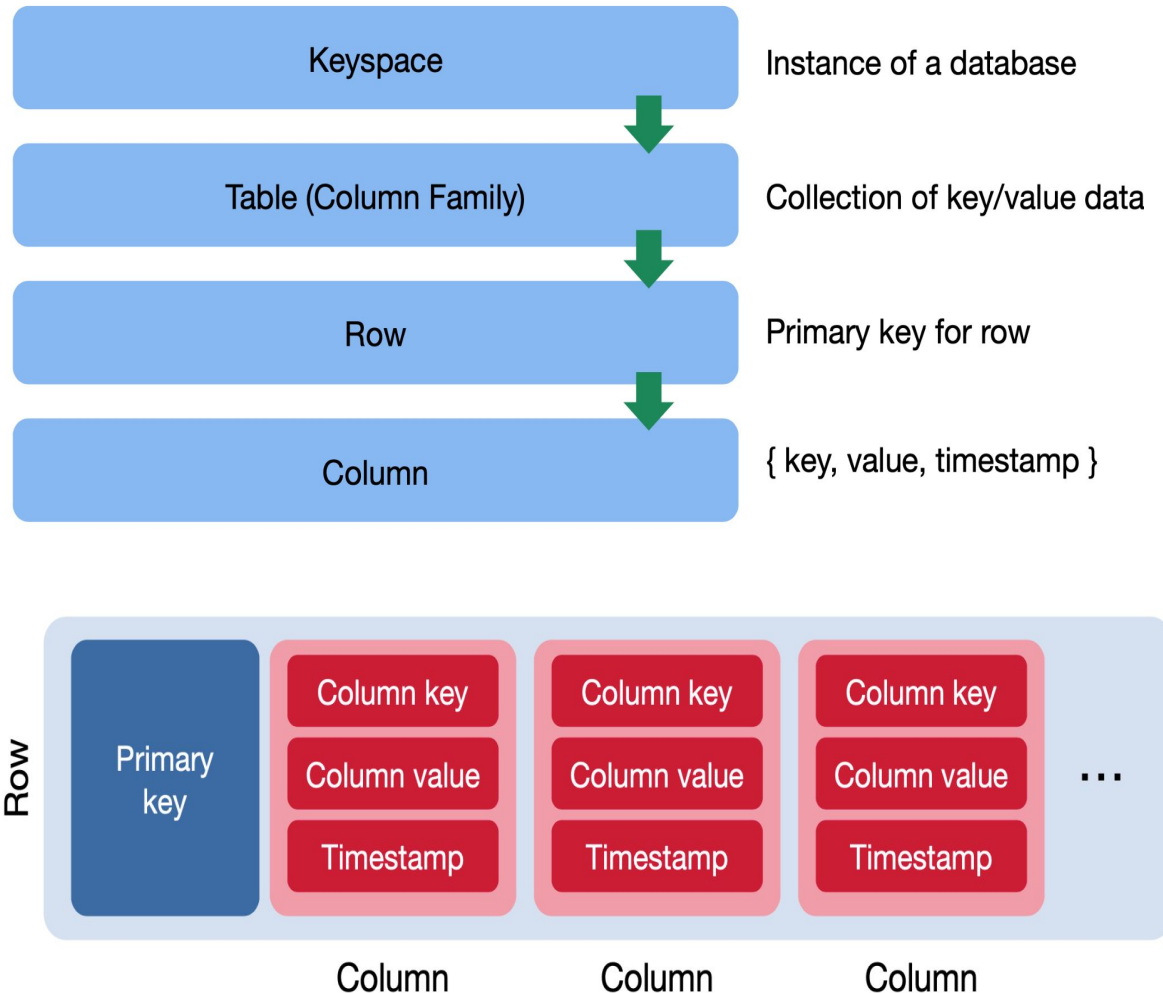 Keyspace
Instance of a database
Table (Column Family)
Collection of key/value data
Row
Primary key for row
Column
{ key, value, timestamp }
Row
Primary
key
Column key
Column value
Timestamp
Column key
Column value
Timestamp
Column key
Column value
Timestamp
...
Column
Column
Column